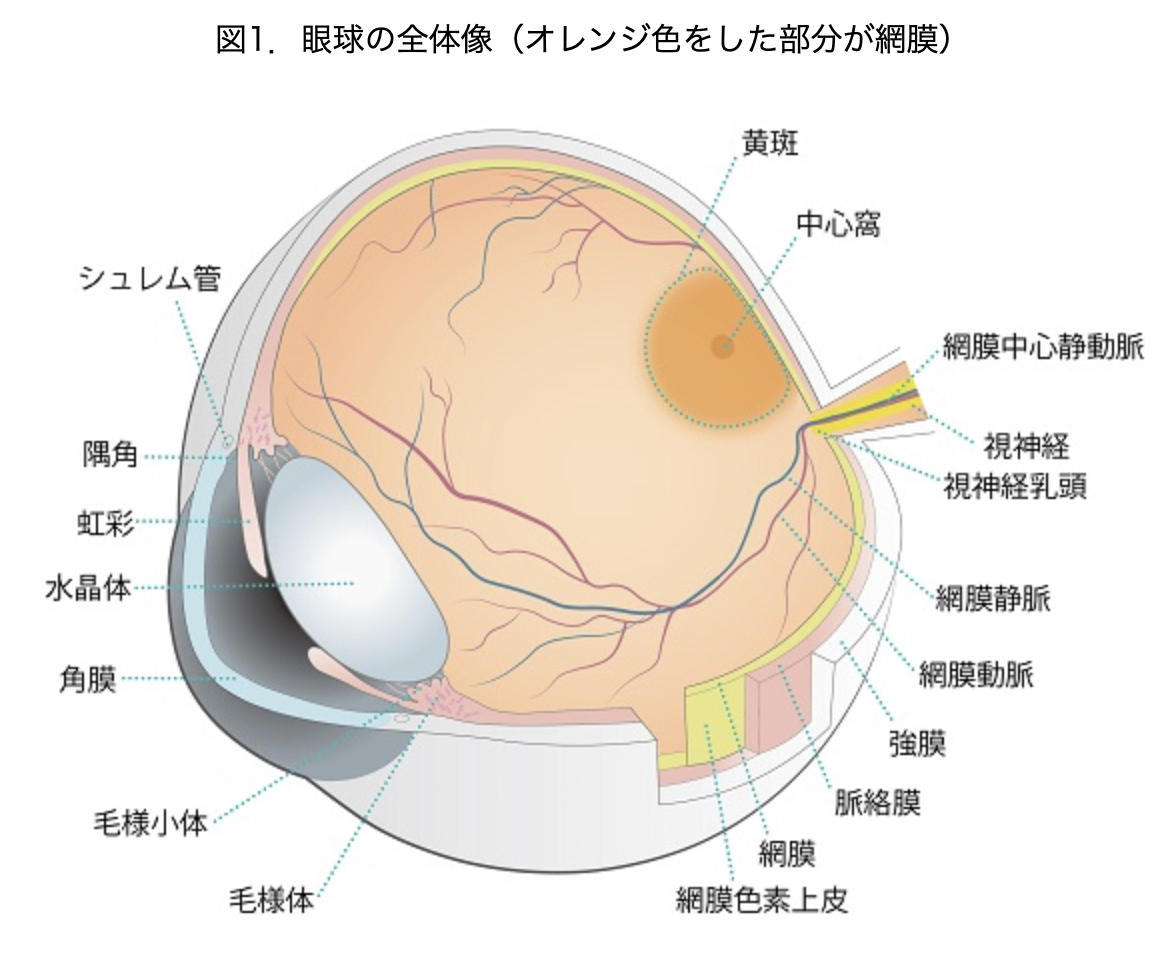 図1．眼球の全体像（オレンジ色をした部分が網膜）
黄斑
中心窩
シュレム管
網膜中心静動脈
視神経
隅角
視神経乳頭
虹彩
水晶体
網膜静脈
角膜
網膜動脈
強膜
脈絡膜
毛様小体
網膜
毛様体
網膜色素上皮